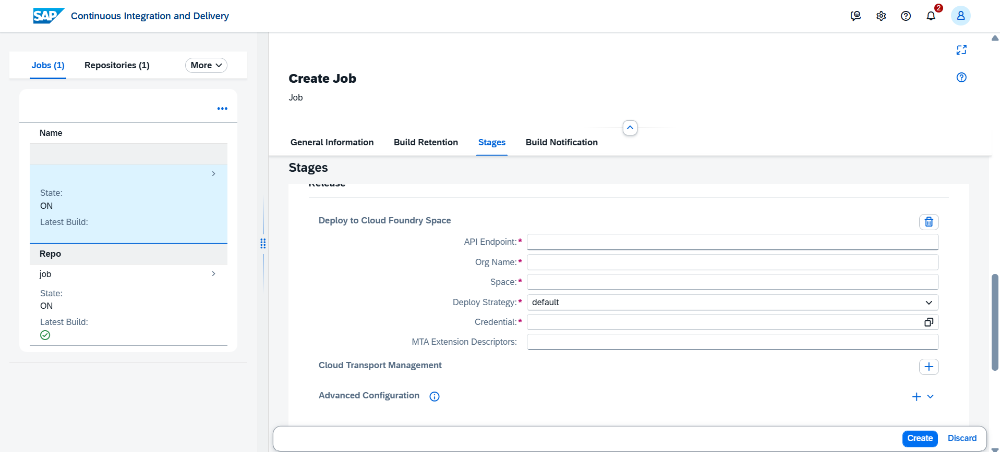 SAP Continuous Integration and Delivery
2
Jobs (1) Repositories (1) More
Name
State:
ON
Latest Build:
Repo
job
State:
ON
Latest Build:
Create Job
Job
General Information Build Retention Stages Build Notification
Stages
Release
Deploy to Cloud Foundry Space
API Endpoint:*
Org Name:*
Space:*
Deploy Strategy:* default
Credential:*
MTA Extension Descriptors:
Cloud Transport Management
Advanced Configuration
Create Discard